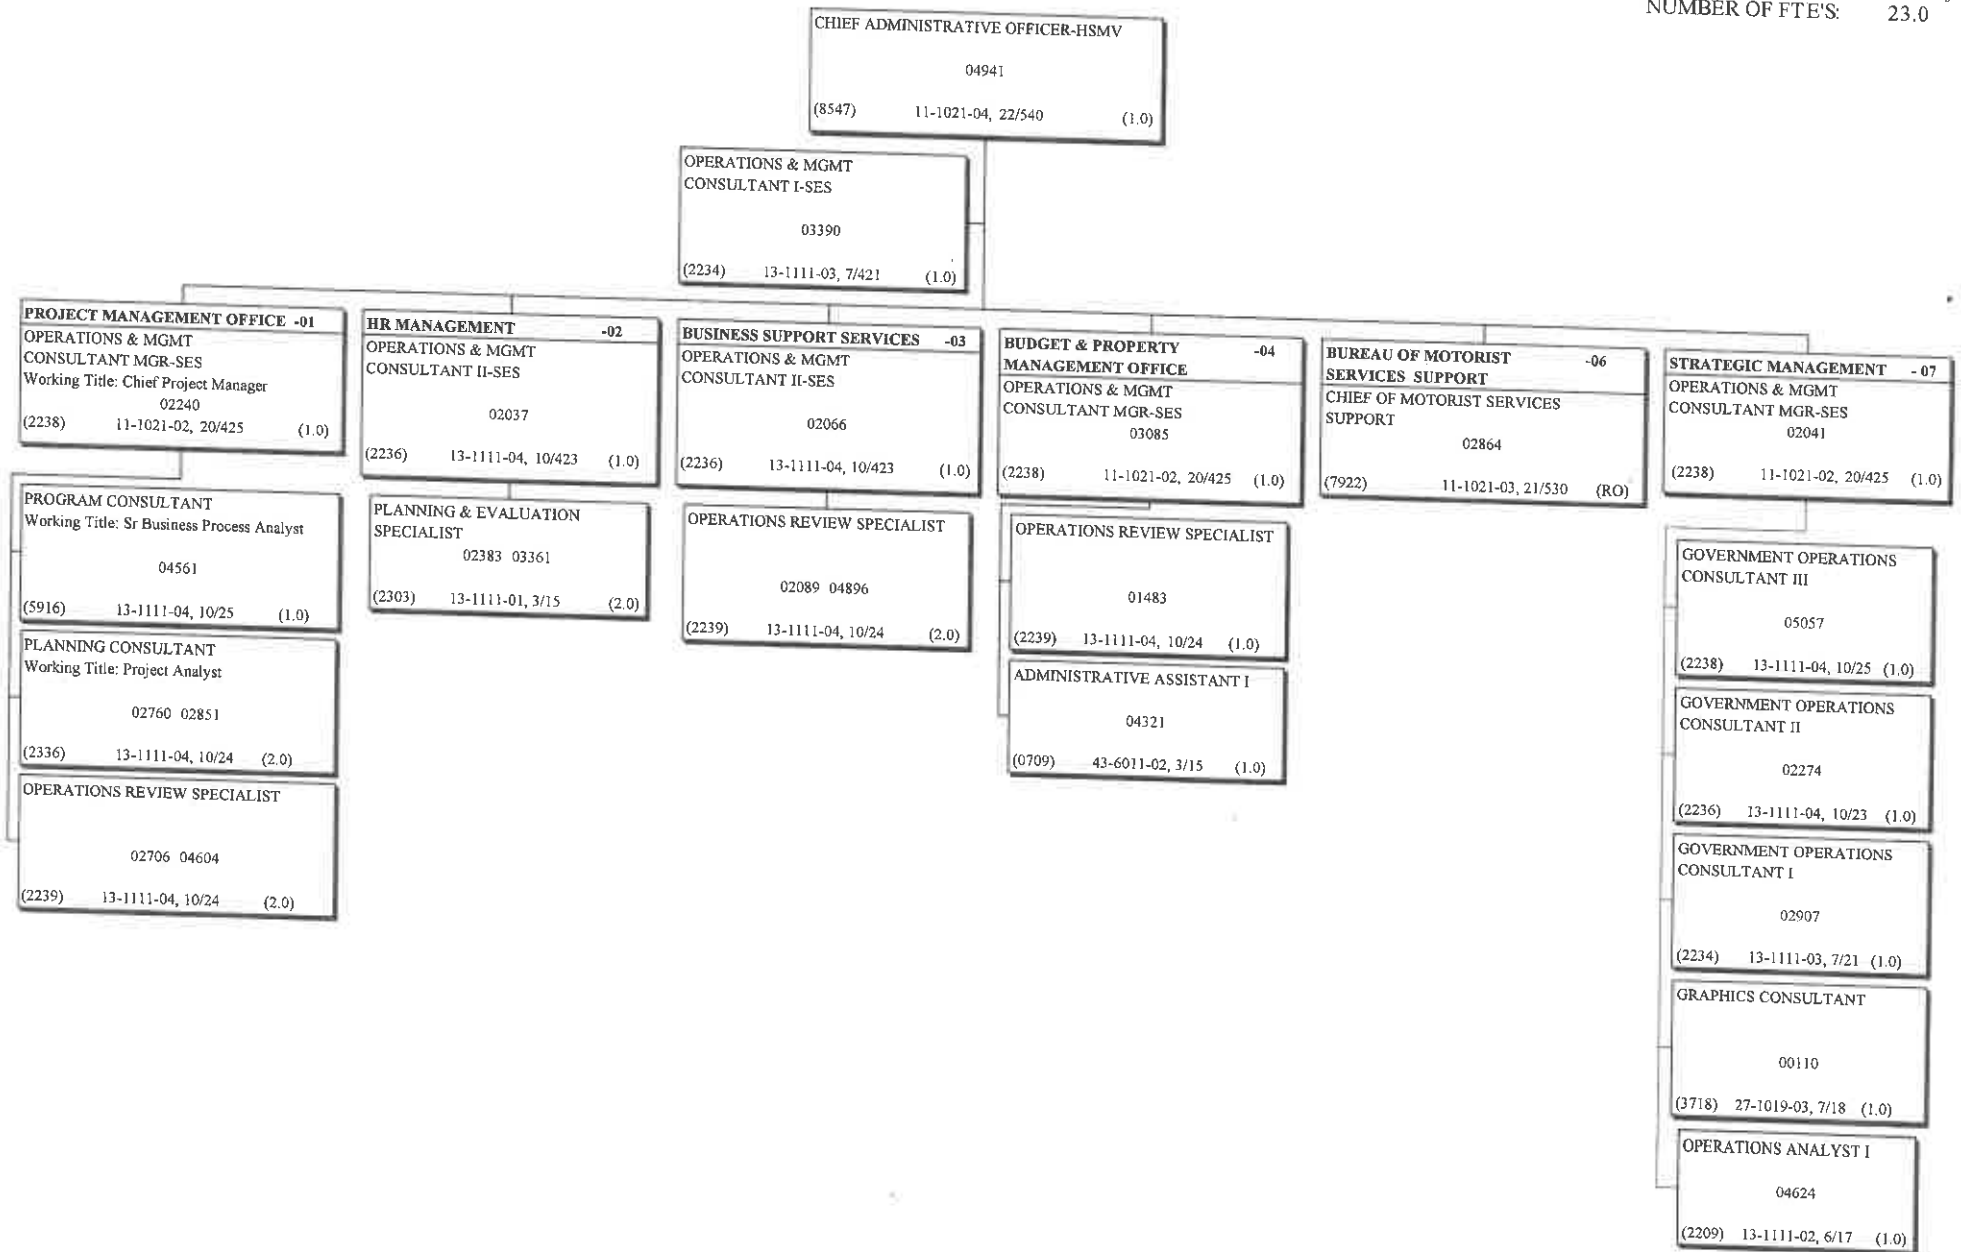 NUMBER OF FTE'S: 23.0
CHIEF ADMINISTRATIVE OFFICER-HSMV
04941
(8547) 11-1021-04, 22/540 (1.0)
OPERATIONS & MGMT
CONSULTANT I-SES
03390
(2234) 13-1111-03, 7/421 (1.0)
PROJECT MANAGEMENT OFFICE -01
OPERATIONS & MGMT
CONSULTANT MGR-SES
Working Title: Chief Project Manager
02240
(2238) 11-1021-02, 20/425 (1.0)
PROGRAM CONSULTANT
Working Title: Sr Business Process Analyst
04561
(5916) 13-1111-04, 10/25 (1.0)
PLANNING CONSULTANT
Working Title: Project Analyst
02760 02851
(2336) 13-1111-04, 10/24 (2.0)
OPERATIONS REVIEW SPECIALIST
02706 04604
(2239) 13-1111-04, 10/24 (2.0)
HR MANAGEMENT -02
OPERATIONS & MGMT
CONSULTANT II-SES
02037
(2236) 13-1111-04, 10/423 (1.0)
PLANNING & EVALUATION
SPECIALIST
02383 03361
(2303) 13-1111-01, 3/15 (2.0)
BUSINESS SUPPORT SERVICES -03
OPERATIONS & MGMT
CONSULTANT II-SES
02066
(2236) 13-1111-04, 10/423 (1.0)
OPERATIONS REVIEW SPECIALIST
02089 04896
(2239) 13-1111-04, 10/24 (2.0)
BUDGET & PROPERTY -04
MANAGEMENT OFFICE
OPERATIONS & MGMT
CONSULTANT MGR-SES
03085
(2238) 11-1021-02, 20/425 (1.0)
OPERATIONS REVIEW SPECIALIST
01483
(2239) 13-1111-04, 10/24 (1.0)
ADMINISTRATIVE ASSISTANT I
04321
(0709) 43-6011-02, 3/15 (1.0)
BUREAU OF MOTORIST -06
SERVICES SUPPORT
CHIEF OF MOTORIST SERVICES
SUPPORT
02864
(7922) 11-1021-03, 21/530 (RO)
STRATEGIC MANAGEMENT - 07
OPERATIONS & MGMT
CONSULTANT MGR-SES
02041
(2238) 11-1021-02, 20/425 (1.0)
GOVERNMENT OPERATIONS
CONSULTANT III
05057
(2238) 13-1111-04, 10/25 (1.0)
GOVERNMENT OPERATIONS
CONSULTANT II
02274
(2236) 13-1111-04, 10/23 (1.0)
GOVERNMENT OPERATIONS
CONSULTANT I
02907
(2234) 13-1111-03, 7/21 (1.0)
GRAPHICS CONSULTANT
00110
(3718) 27-1019-03, 7/18 (1.0)
OPERATIONS ANALYST I
04624
(2209) 13-1111-02, 6/17 (1.0)